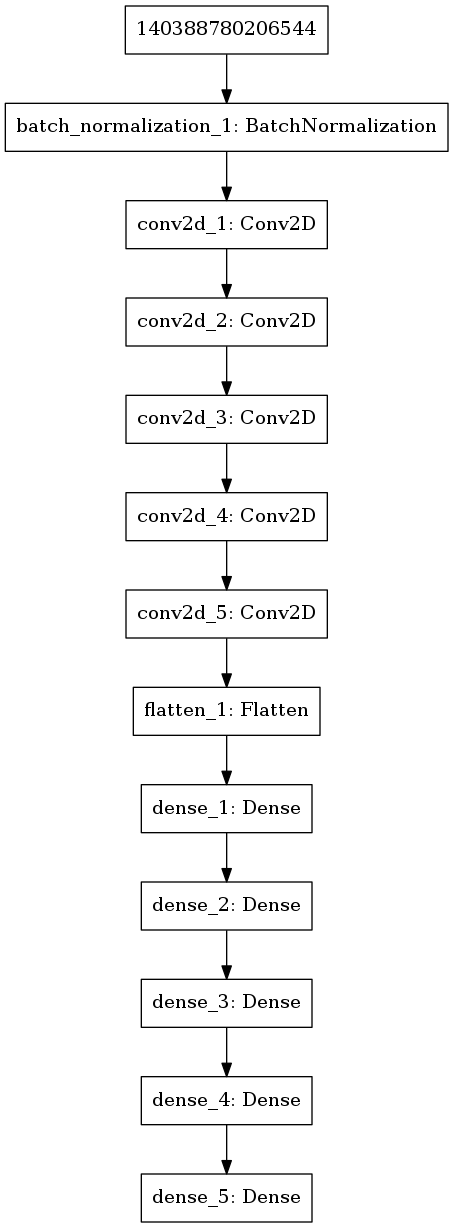 140388780206544
batch_normalization_1: BatchNormalization
conv2d_1: Conv2D
conv2d_2: Conv2D
conv2d_3: Conv2D
conv2d_4: Conv2D
conv2d_5: Conv2D
flatten_1: Flatten
dense_1: Dense
dense_2: Dense
dense_3: Dense
dense_4: Dense
dense_5: Dense